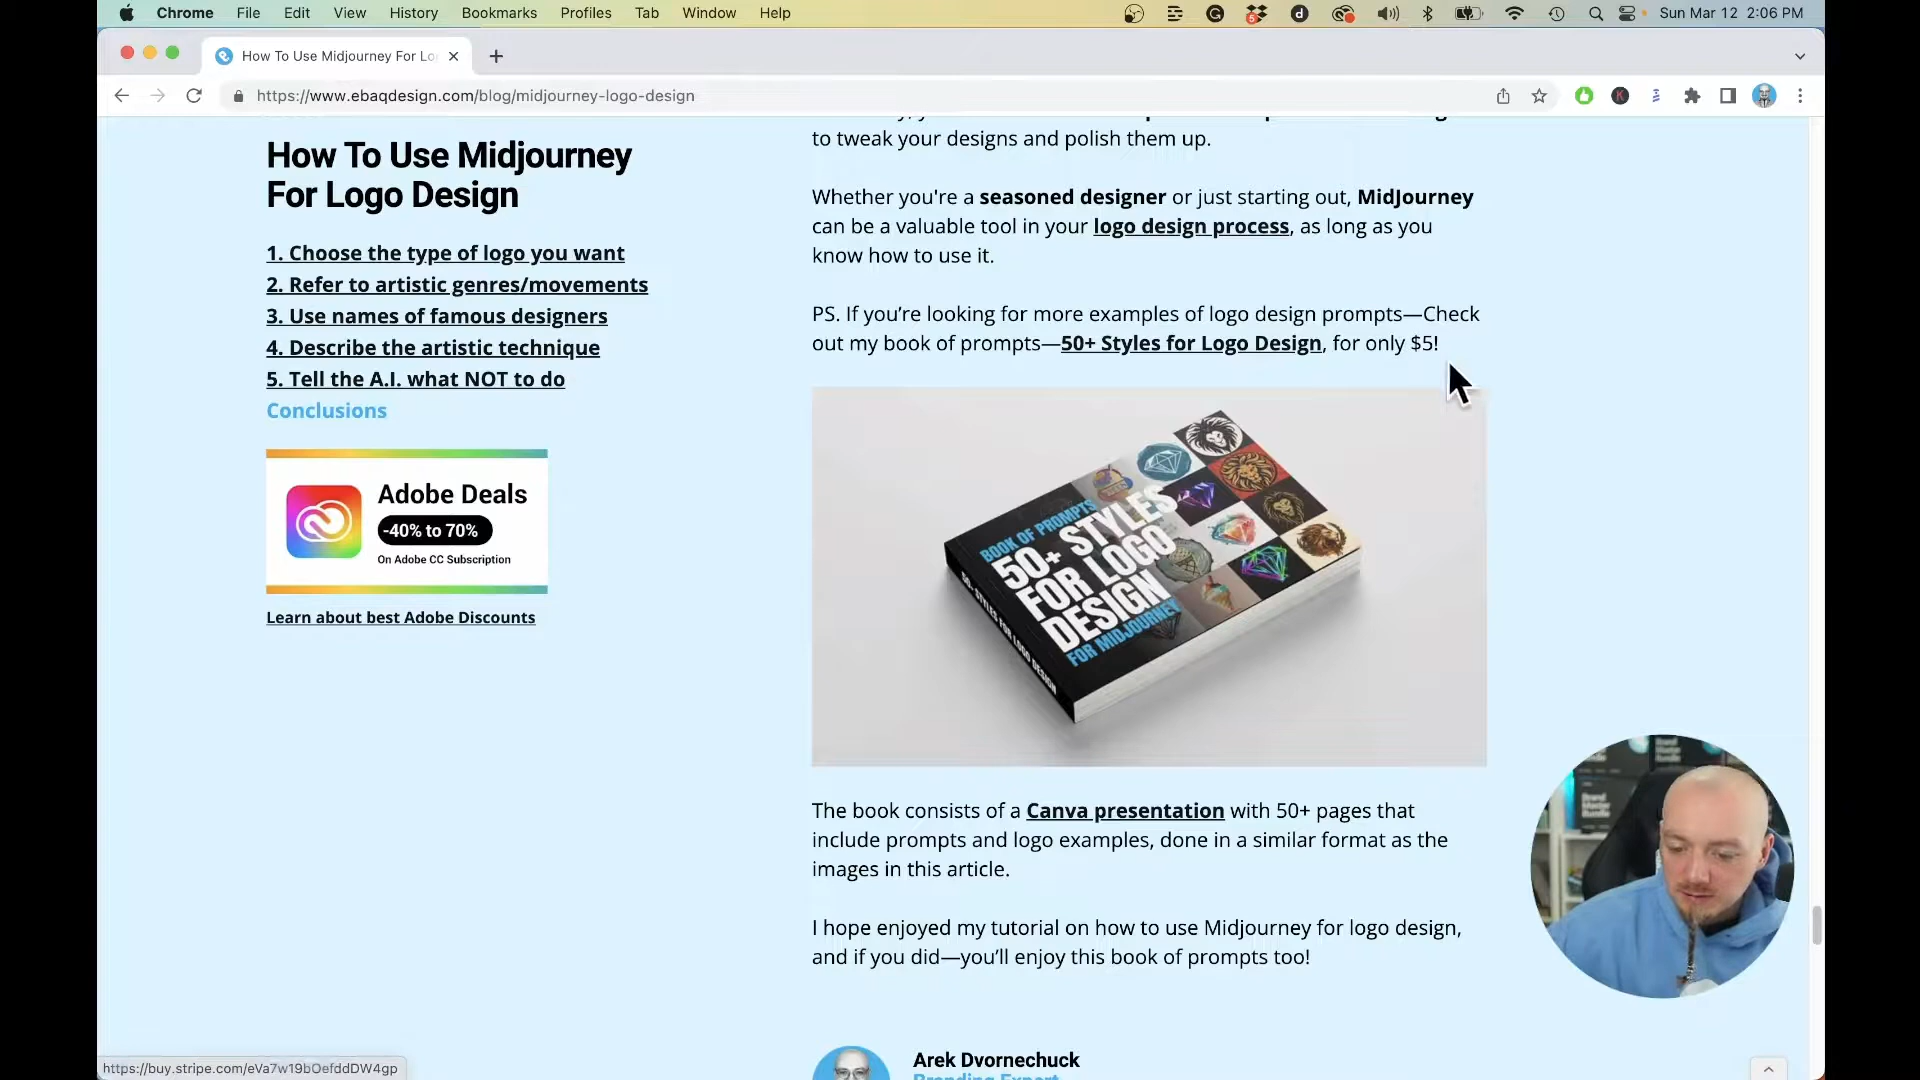 Chrome File Edit View History Bookmarks Profiles Tab Window Help
5
Sun Mar 12 2:06 PM
How To Use Midjourney For Lo
https://www.ebaqdesign.com/blog/midjourney-logo-design
How To Use Midjourney
For Logo Design
1. Choose the type of logo you want
2. Refer to artistic genres/movements
3. Use names of famous designers
4. Describe the artistic technique
5. Tell the A.I. what NOT to do
Conclusions
Adobe Deals
-40% to 70%
On Adobe CC Subscription
Learn about best Adobe Discounts
to tweak your designs and polish them up.
Whether you're a seasoned designer or just starting out, MidJourney
can be a valuable tool in your logo design process, as long as you
know how to use it.
PS. If you’re looking for more examples of logo design prompts—Check
out my book of prompts—50+ Styles for Logo Design, for only $5!
BOOK OF PROMPTS
50+ STYLES
FOR LOGO
DESIGN
FOR MIDJOURNEY
50+ STYLES FOR LOGO DESIGN
The book consists of a Canva presentation with 50+ pages that
include prompts and logo examples, done in a similar format as the
images in this article.
I hope enjoyed my tutorial on how to use Midjourney for logo design,
and if you did—you’ll enjoy this book of prompts too!
Arek Dvornechuck
Branding Expert
Brand
Master
Bundle
https://buy.stripe.com/eVa7w19bOefddDW4gp